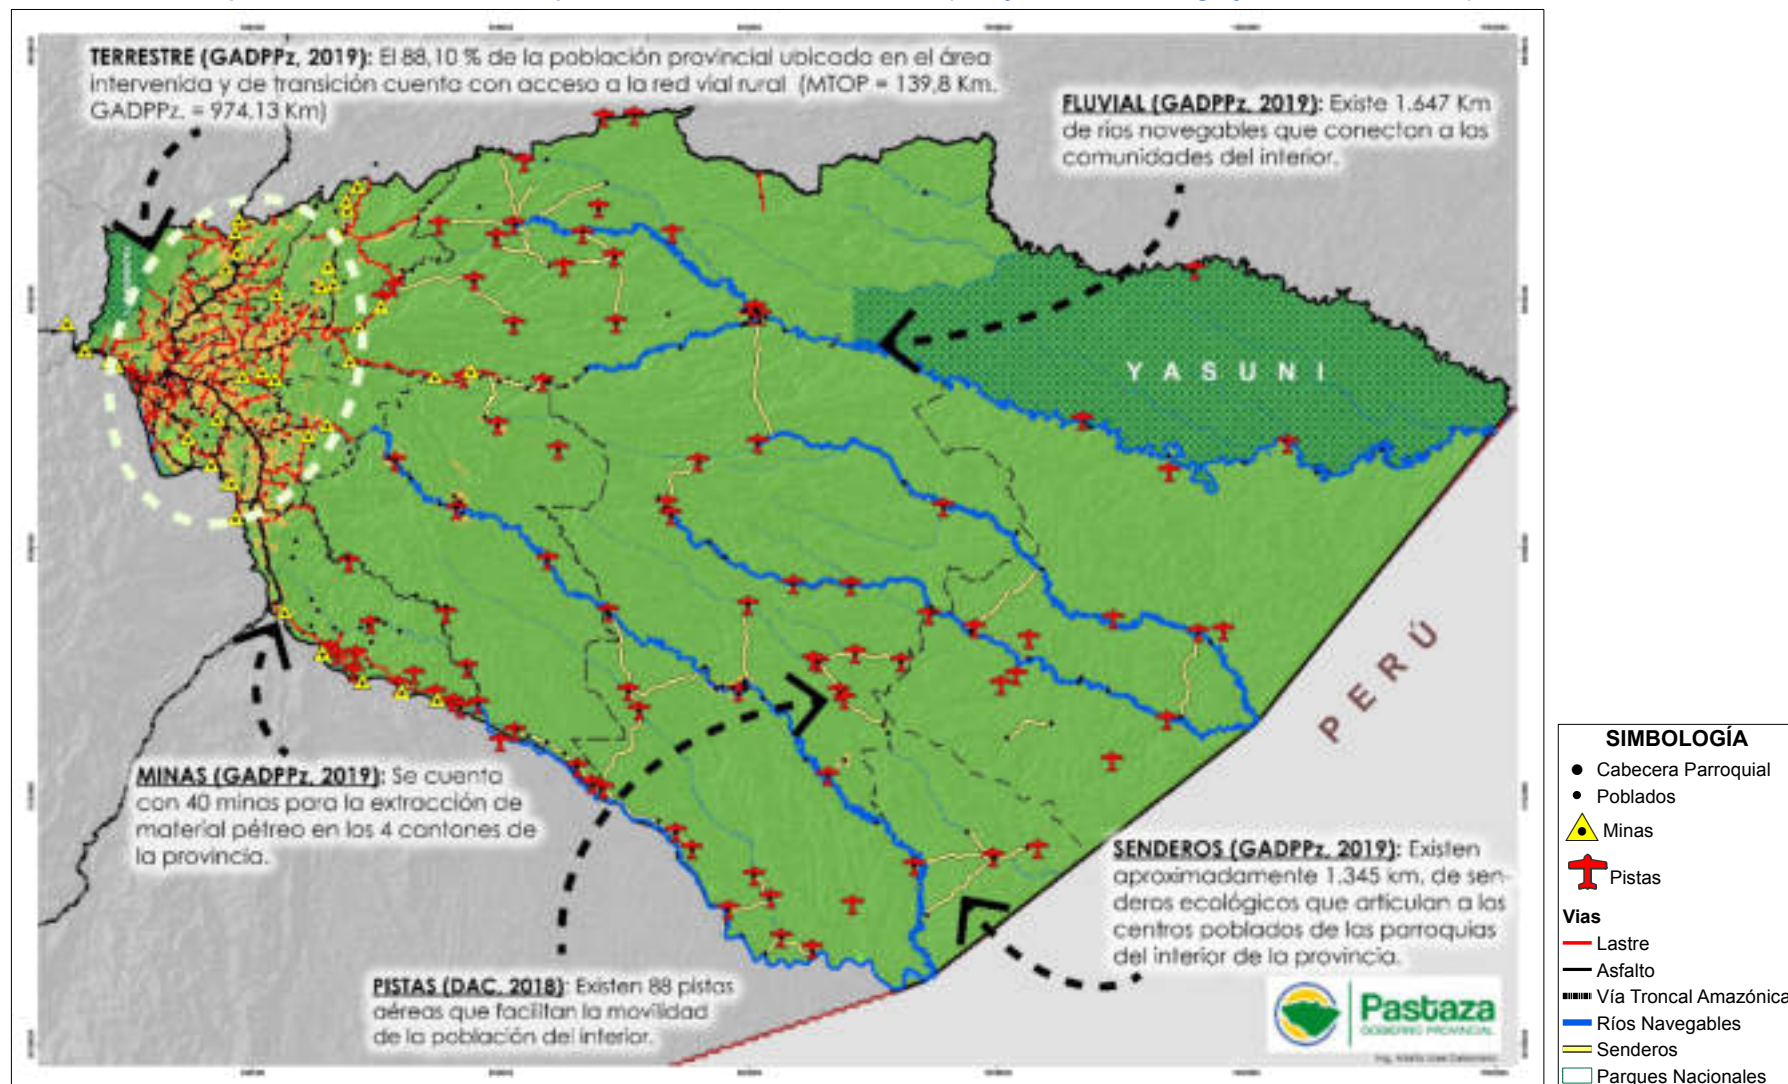 TERRESTRE (GADPPz, 2019): El 88,10 % de la población provincial ubicada en el área
intervenida y de transición cuenta con acceso a la red vial rural (MTOP = 139,8 Km.
GADPPz. = 974.13 Km)
FLUVIAL (GADPPz, 2019): Existe 1.647 Km
de ríos navegables que conectan a las
comunidades del interior.
YASUNI
PERÚ
MINAS (GADPPz, 2019): Se cuenta
con 40 minas para la extracción de
material pétreo en los 4 cantones de
la provincia.
PISTAS (DAC, 2018): Existen 88 pistas
aéreas que facilitan la movilidad
de la población del interior.
SENDEROS (GADPPz, 2019): Existen
aproximadamente 1.345 km. de sen-
deros ecológicos que articulan a los
centros poblados de las parroquias
del interior de la provincia.
Pastaza
GOBIERNO PROVINCIAL
SIMBOLOGÍA
Cabecera Parroquial
Poblados
Minas
Pistas
Vias
Lastre
Asfalto
Vía Troncal Amazónica
Ríos Navegables
Senderos
Parques Nacionales